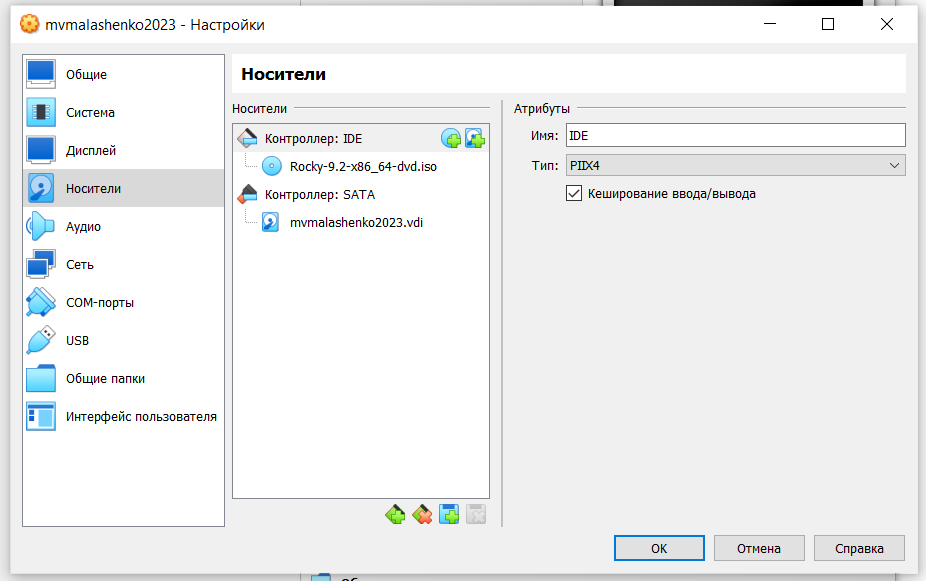 mvmalashenko2023 - Настройки
Общие
Система
Дисплей
Носители
Аудио
Сеть
COM-порты
USB
Общие папки
Интерфейс пользователя
Носители
Носители
Контроллер: IDE
Rocky-9.2-x86_64-dvd.iso
Контроллер: SATA
mvmalashenko2023.vdi
Атрибуты
Имя: IDE
Тип: PIIX4
Кеширование ввода/вывода
OK Отмена Справка